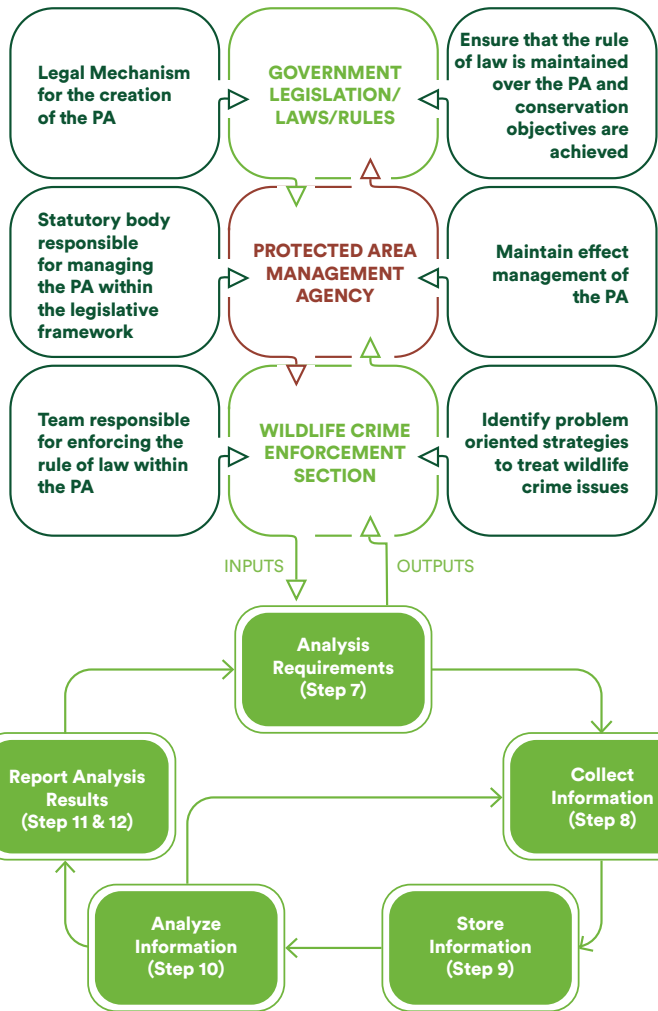 Legal Mechanism
for the creation
of the PA
GOVERNMENT
LEGISLATION/
LAWS/RULES
Ensure that the rule
of law is maintained
over the PA and
conservation
objectives are
achieved
Statutory body
responsible
for managing
the PA within
the legislative
framework
PROTECTED AREA
MANAGEMENT
AGENCY
Maintain effect
management of
the PA
Team responsible
for enforcing the
rule of law within
the PA
WILDLIFE CRIME
ENFORCEMENT
SECTION
Identify problem
oriented strategies
to treat wildlife
crime issues
INPUTS
OUTPUTS
Analysis
Requirements
(Step 7)
Report Analysis
Results
(Step 11 & 12)
Collect
Information
(Step 8)
Analyze
Information
(Step 10)
Store
Information
(Step 9)